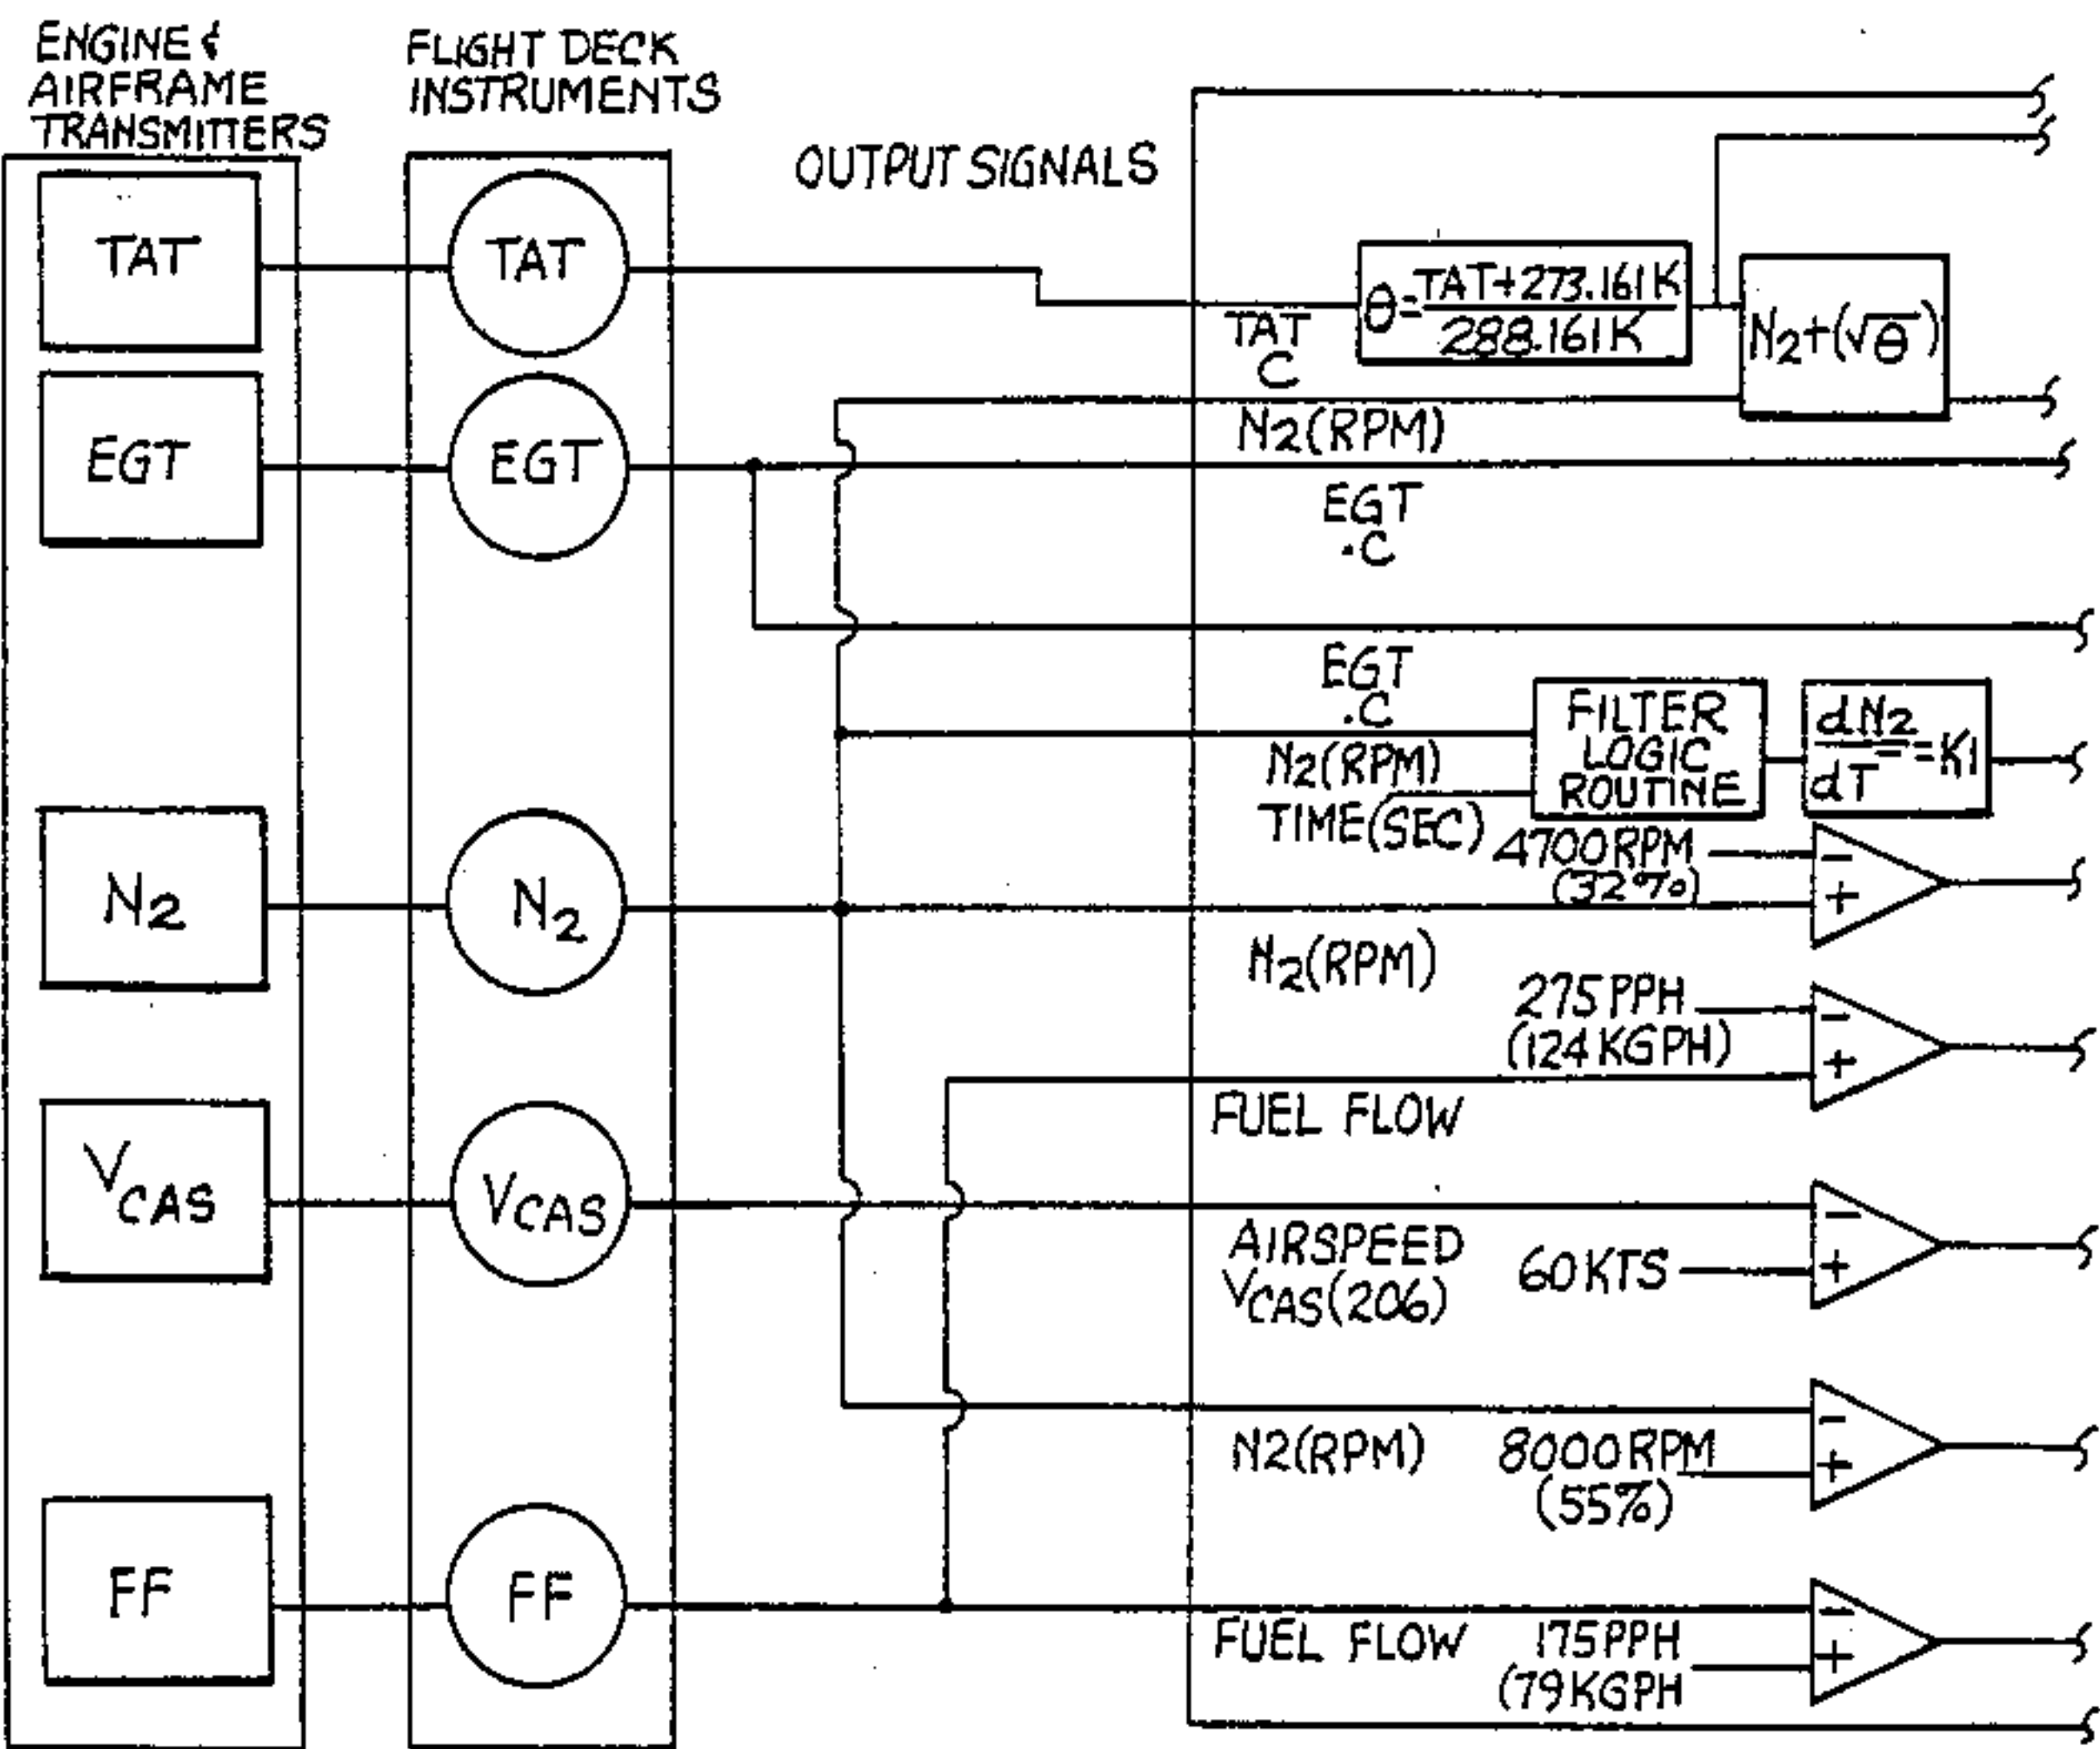 ENGINE &
AIRFRAME
TRANSMITTERS
FLIGHT DECK
INSTRUMENTS
OUTPUT SIGNALS
TAT
TAT
TAT
C
θ=TAT+273.161K
288.161K
N2+(√θ)
N2(RPM)
EGT
EGT
EGT
.C
EGT
.C
N2(RPM)
TIME(SEC)
FILTER
LOGIC
ROUTINE
dN2
dT
=K1
N2
N2
N2(RPM)
4700RPM
(32%)
-
+
275PPH
(124KGPH)
-
+
FUEL FLOW
VCAS
VCAS
AIRSPEED
VCAS(206)
60KTS
-
+
N2(RPM)
8000RPM
(55%)
-
+
FF
FF
FUEL FLOW
175PPH
(79KGPH
-
+